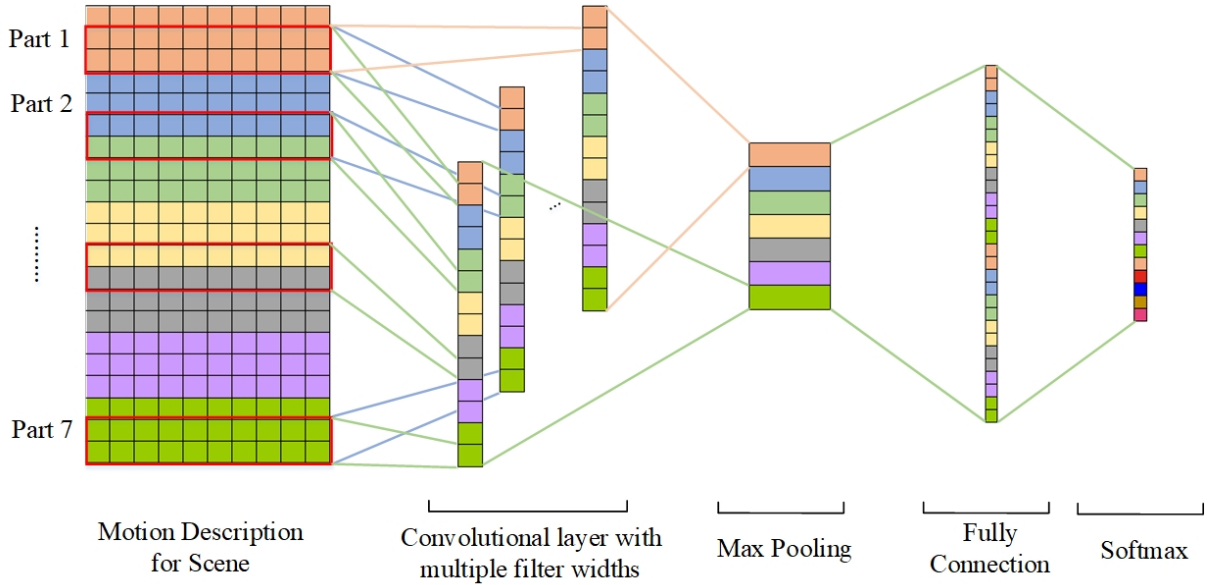 Part 1
Part 2
Part 7
Motion Description
for Scene
Convolutional layer with
multiple filter widths
Max Pooling
Fully
Connection
Softmax